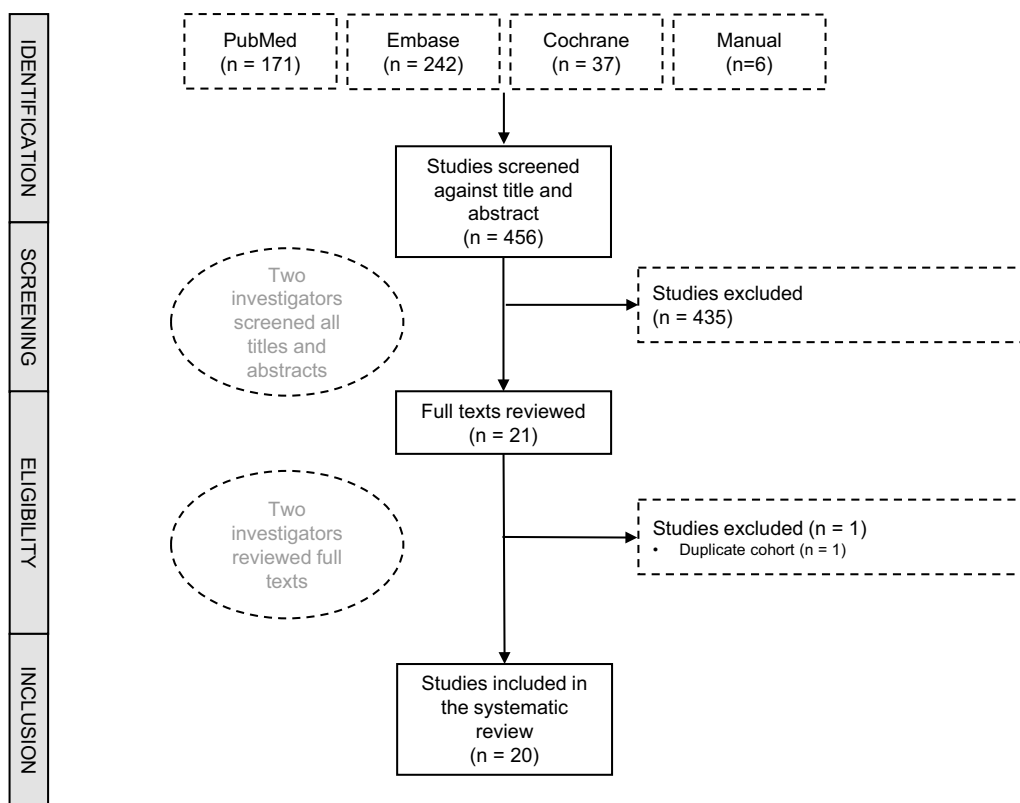 IDENTIFICATION
PubMed
(n = 171)
Embase
(n = 242)
Cochrane
(n = 37)
Manual
(n=6)
Studies screened
against title and
abstract
(n = 456)
SCREENING
Two
investigators
screened all
titles and
abstracts
Studies excluded
(n = 435)
ELIGIBILITY
Full texts reviewed
(n = 21)
Two
investigators
reviewed full
texts
Studies excluded (n = 1)
• Duplicate cohort (n = 1)
INCLUSION
Studies included in
the systematic
review
(n = 20)